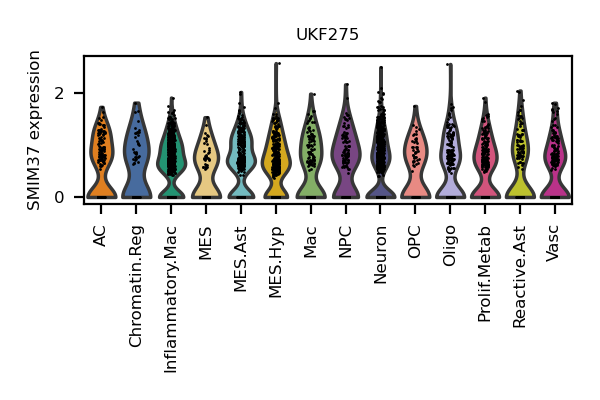 UKF275
SMIM37 expression
2
0
AC
Chromatin.Reg
Inflammatory.Mac
MES
MES.Ast
MES.Hyp
Mac
NPC
Neuron
OPC
Oligo
Prolif.Metab
Reactive.Ast
Vasc